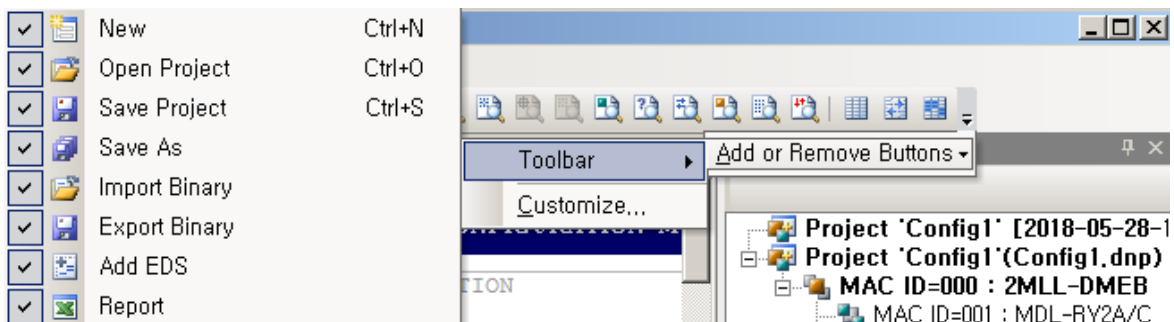 New Ctrl+N
Open Project Ctrl+O
Save Project Ctrl+S
Save As
Import Binary
Export Binary
Add EDS
Report
Toolbar
Add or Remove Buttons
Customize...
TION
Project 'Config1' [2018-05-28-1
Project 'Config1'(Config1.dnp)
MAC ID=000 : 2MLL-DMEB
MAC ID=001 : MDL-RY2A/C